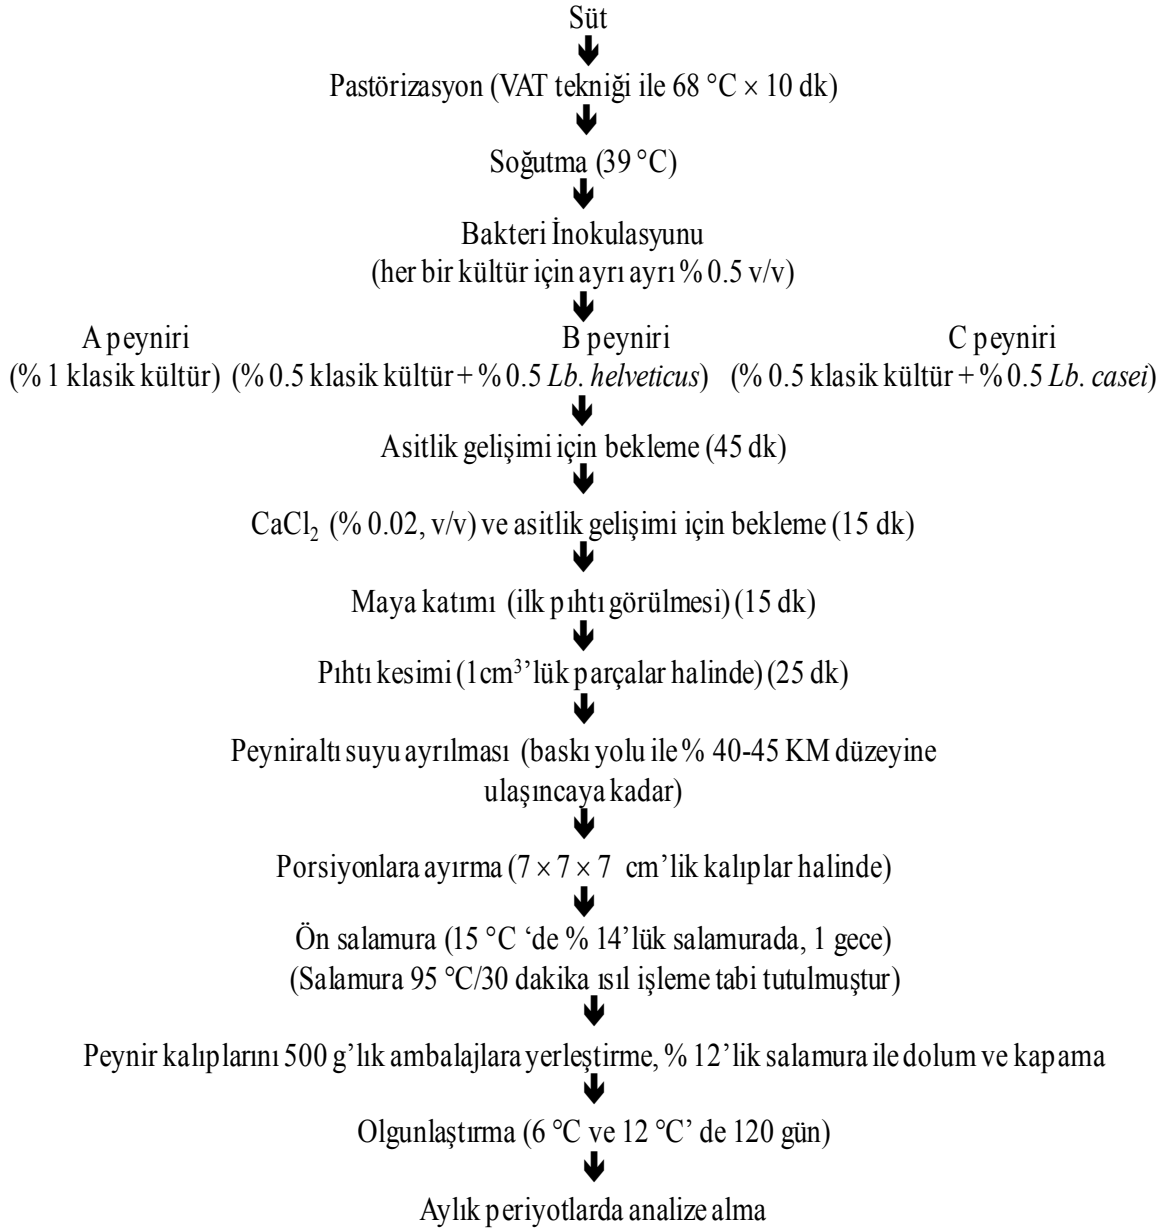 Süt
Pastörizasyon (VAT tekniği ile 68 °C × 10 dk)
Soğutma (39 °C)
Bakteri İnokulasyunu
(her bir kültür için ayrı ayrı % 0.5 v/v)
A peyniri B peyniri C peyniri
(% 1 klasik kültür) (% 0.5 klasik kültür + % 0.5 Lb. helveticus) (% 0.5 klasik kültür + % 0.5 Lb. casei)
Asitlik gelişimi için bekleme (45 dk)
CaCl₂ (% 0.02, v/v) ve asitlik gelişimi için bekleme (15 dk)
Maya katımı (ilk pıhtı görülmesi) (15 dk)
Pıhtı kesimi (1cm³’lük parçalar halinde) (25 dk)
Peyniraltı suyu ayrılması (baskı yolu ile % 40-45 KM düzeyine
ulaşıncaya kadar)
Porsiyonlara ayırma (7 × 7 × 7 cm’lik kalıplar halinde)
Ön salamura (15 °C ‘de % 14’lük salamurada, 1 gece)
(Salamura 95 °C/30 dakika ısıl işleme tabi tutulmuştur)
Peynir kalıplarını 500 g’lık ambalajlara yerleştirme, % 12’lik salamura ile dolum ve kapama
Olgunlaştırma (6 °C ve 12 °C’ de 120 gün)
Aylık periyotlarda analize alma